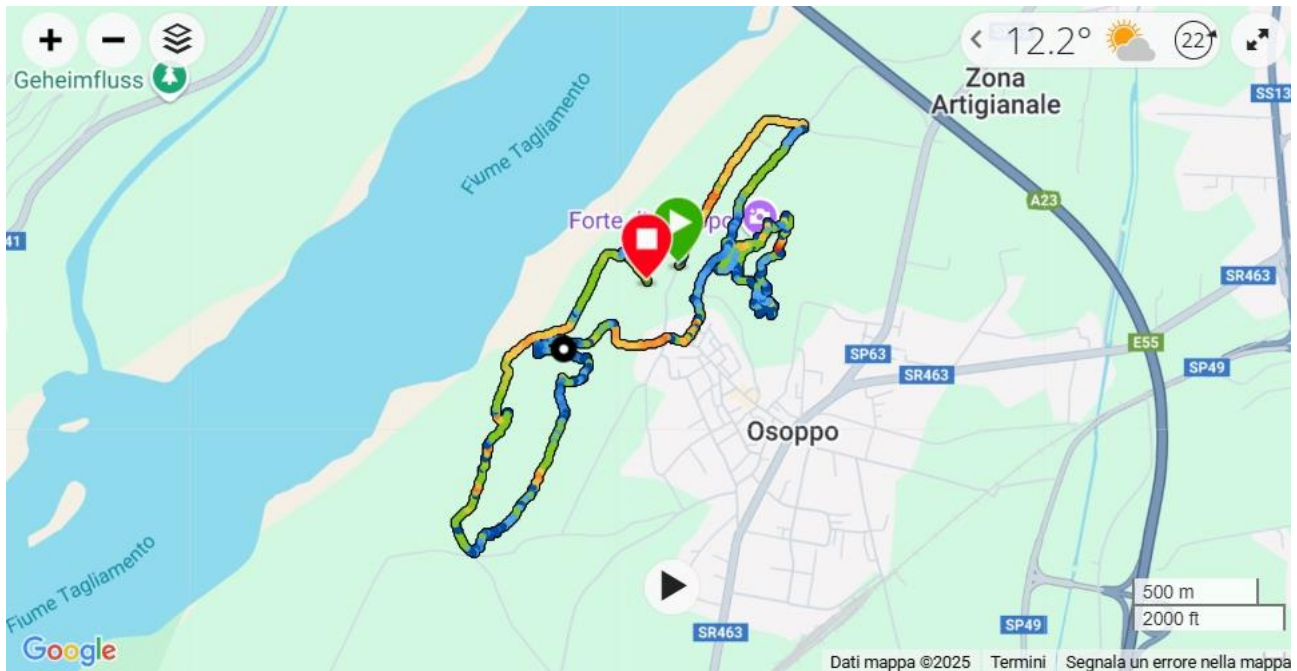 +
−
12.2°
22
Geheimfluss
Zona
Artigianale
SS13
Fiume Tagliamento
A23
Forte
41
SR463
E55
SP63
SR463
SP49
Osoppo
Fiume Tagliamento
500 m
2000 ft
SR463
SP49
Google
Dati mappa ©2025 Termini Segnala un errore nella mappa